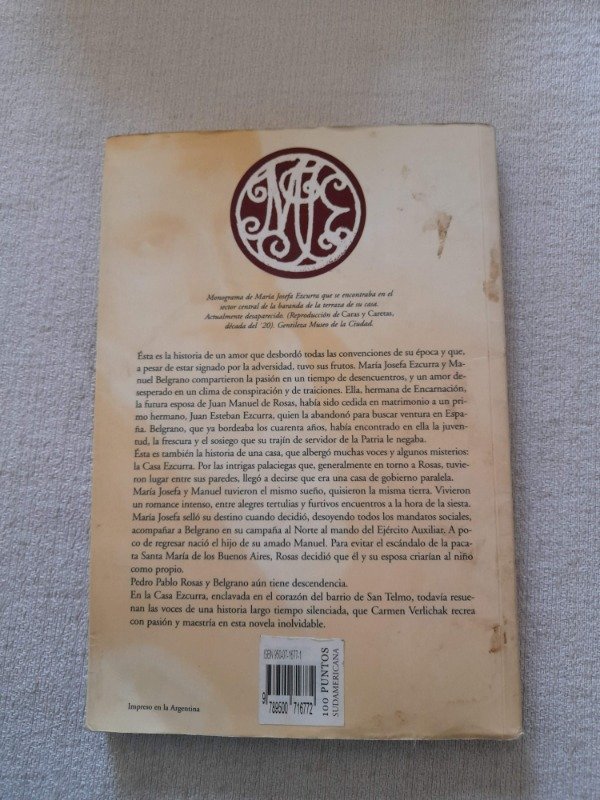 MJE
Monograma de María Josefa Ezcurra que se encontraba en el
sector central de la baranda de la terraza de su casa.
Actualmente desaparecido. (Reproducción de Caras y Caretas,
década del '20). Gentileza Museo de la Ciudad.
Ésta es la historia de un amor que desbordó todas las convenciones de su época y que,
a pesar de estar signado por la adversidad, tuvo sus frutos. María Josefa Ezcurra y Ma-
nuel Belgrano compartieron la pasión en un tiempo de desencuentros, y un amor de-
sesperado en un clima de conspiración y de traiciones. Ella, hermana de Encarnación,
la futura esposa de Juan Manuel de Rosas, había sido cedida en matrimonio a un pri-
mo hermano, Juan Esteban Ezcurra, quien la abandonó para buscar ventura en Espa-
ña. Belgrano, que ya bordeaba los cuarenta años, había encontrado en ella la juven-
tud, la frescura y el sosiego que su trajín de servidor de la Patria le negaba.
Ésta es también la historia de una casa, que albergó muchas voces y algunos misterios:
la Casa Ezcurra. Por las intrigas palaciegas que, generalmente en torno a Rosas, tuvie-
ron lugar entre sus paredes, llegó a decirse que era una casa de gobierno paralela.
María Josefa y Manuel tuvieron el mismo sueño, quisieron la misma tierra. Vivieron
un romance intenso, entre alegres tertulias y furtivos encuentros a la hora de la siesta.
María Josefa selló su destino cuando decidió, desoyendo todos los mandatos sociales,
acompañar a Belgrano en su campaña al Norte al mando del Ejército Auxiliar. A po-
co de regresar nació el hijo de su amado Manuel. Para evitar el escándalo de la paca-
ta Santa María de los Buenos Aires, Rosas decidió que él y su esposa criarían al niño
como propio.
Pedro Pablo Rosas y Belgrano aún tiene descendencia.
En la Casa Ezcurra, enclavada en el corazón del barrio de San Telmo, todavía resue-
nan las voces de una historia largo tiempo silenciada, que Carmen Verlichak recrea
con pasión y maestría en esta novela inolvidable.
ISBN 950-07-1677-1
9 789500 716772
100 PUNTOS
SUDAMERICANA
Impreso en la Argentina